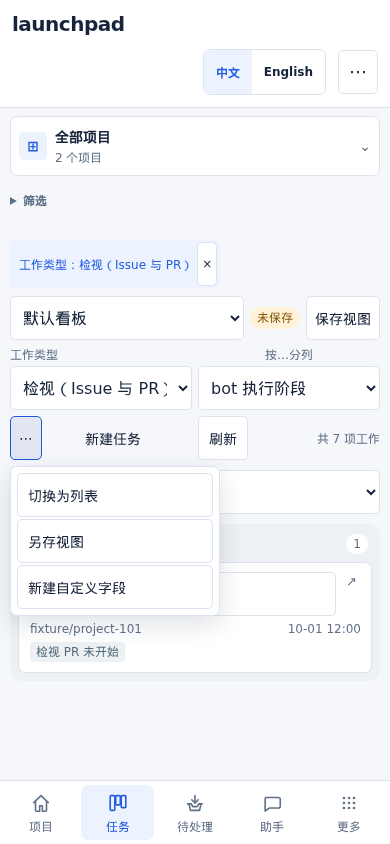 launchpad
中文
English
⋯
全部项目
2 个项目
筛选
工作类型：检视（Issue 与 PR）
×
默认看板
未保存
保存视图
工作类型
按…分列
检视（Issue 与 PR）
bot 执行阶段
⋯
新建任务
刷新
共 7 项工作
切换为列表
另存视图
新建自定义字段
1
↗
fixture/project-101
10-01 12:00
检视 PR 未开始
项目
任务
待处理
助手
更多